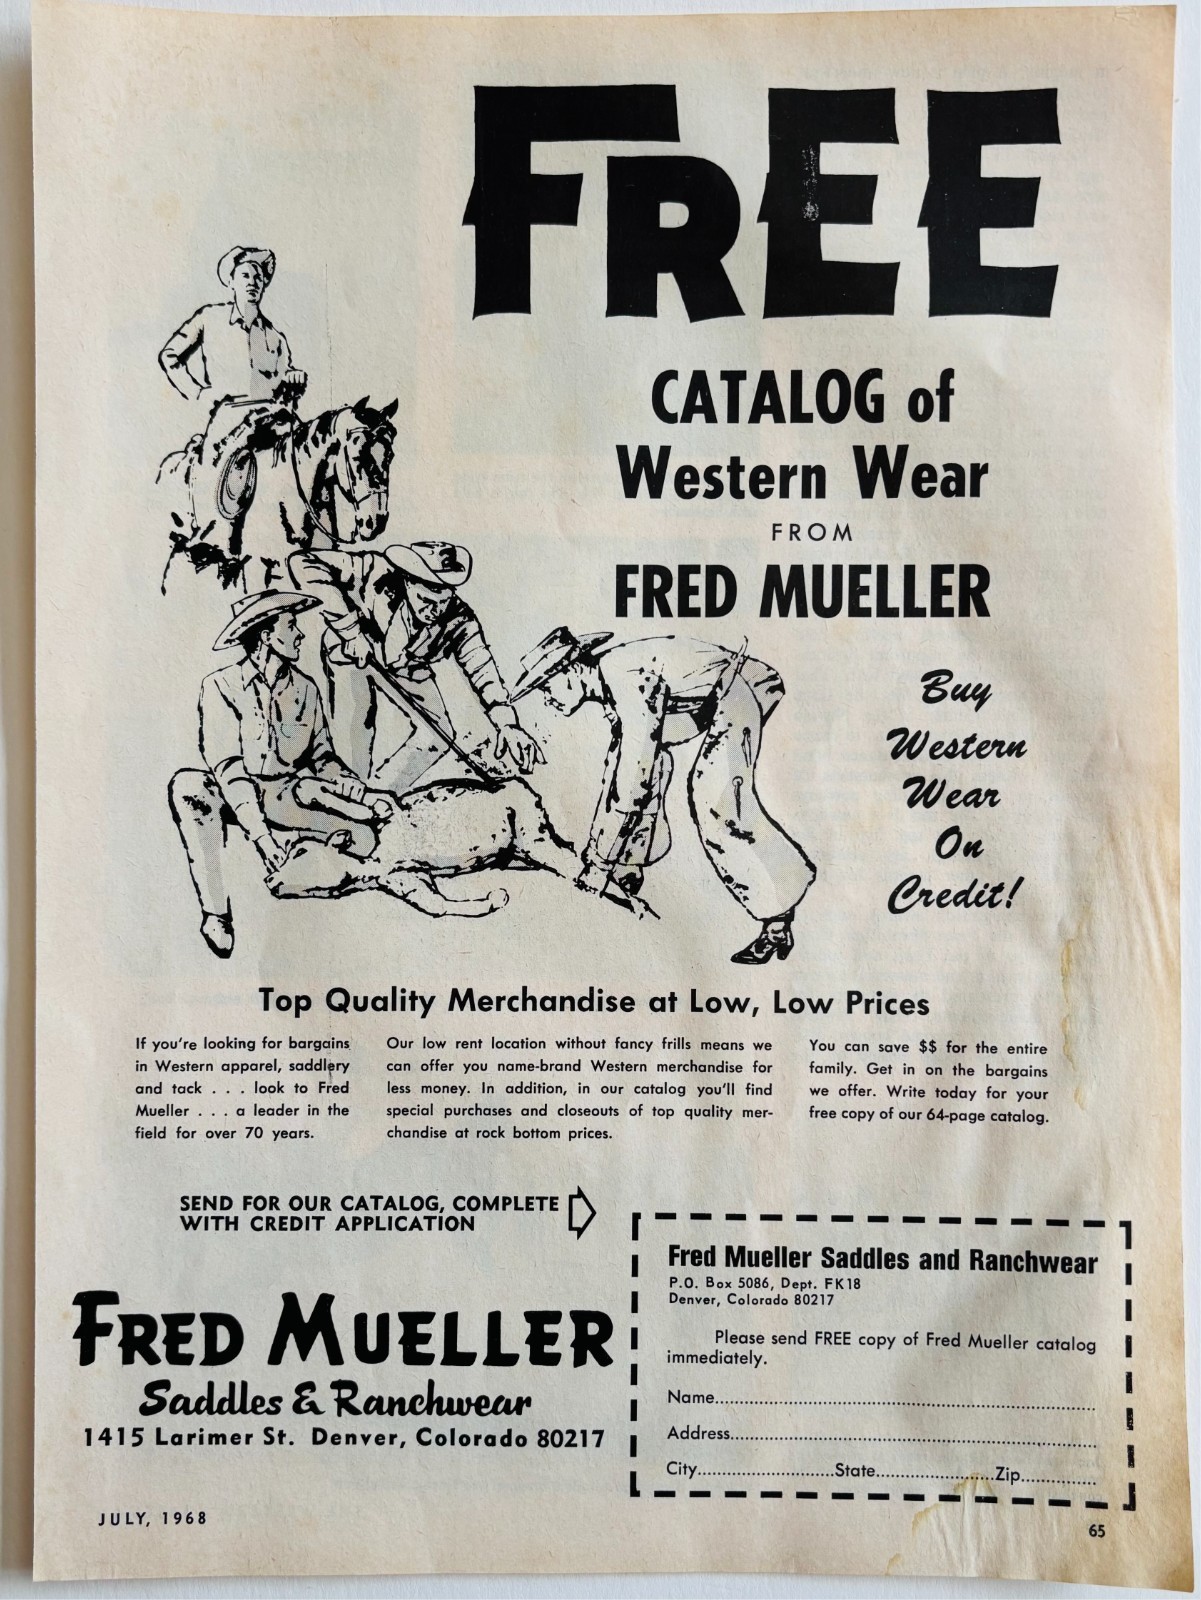 FREE
CATALOG of
Western Wear
FROM
FRED MUELLER
Buy
Western
Wear
On
Credit!
Top Quality Merchandise at Low, Low Prices
If you're looking for bargains
in Western apparel, saddlery
and tack . . . look to Fred
Mueller . . . a leader in the
field for over 70 years.
Our low rent location without fancy frills means we
can offer you name-brand Western merchandise for
less money. In addition, in our catalog you'll find
special purchases and closeouts of top quality mer-
chandise at rock bottom prices.
You can save $$ for the entire
family. Get in on the bargains
we offer. Write today for your
free copy of our 64-page catalog.
SEND FOR OUR CATALOG, COMPLETE
WITH CREDIT APPLICATION
FRED MUELLER
Saddles & Ranchwear
1415 Larimer St. Denver, Colorado 80217
Fred Mueller Saddles and Ranchwear
P.O. Box 5086, Dept. FK18
Denver, Colorado 80217
Please send FREE copy of Fred Mueller catalog
immediately.
Name
Address
City State Zip
JULY, 1968
65